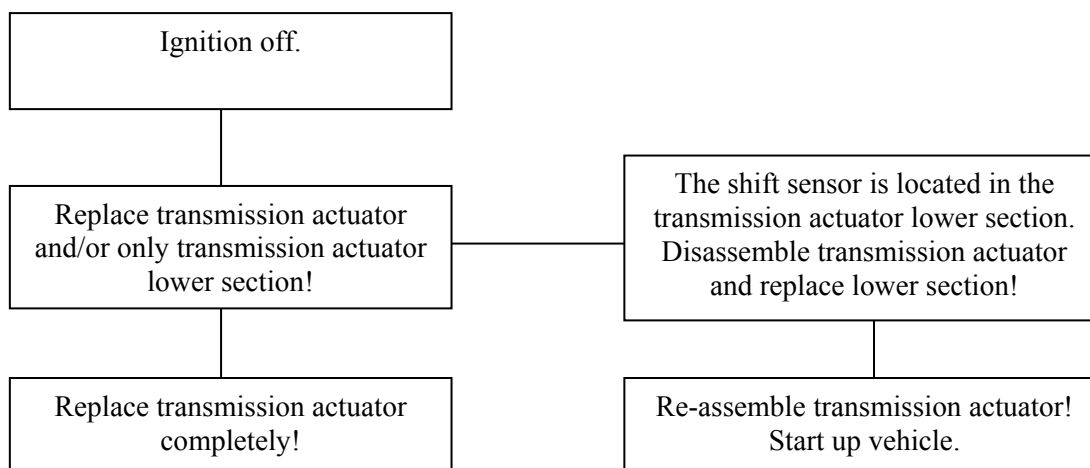 Ignition off.
Replace transmission actuator
and/or only transmission actuator
lower section!
The shift sensor is located in the
transmission actuator lower section.
Disassemble transmission actuator
and replace lower section!
Replace transmission actuator
completely!
Re-assemble transmission actuator!
Start up vehicle.